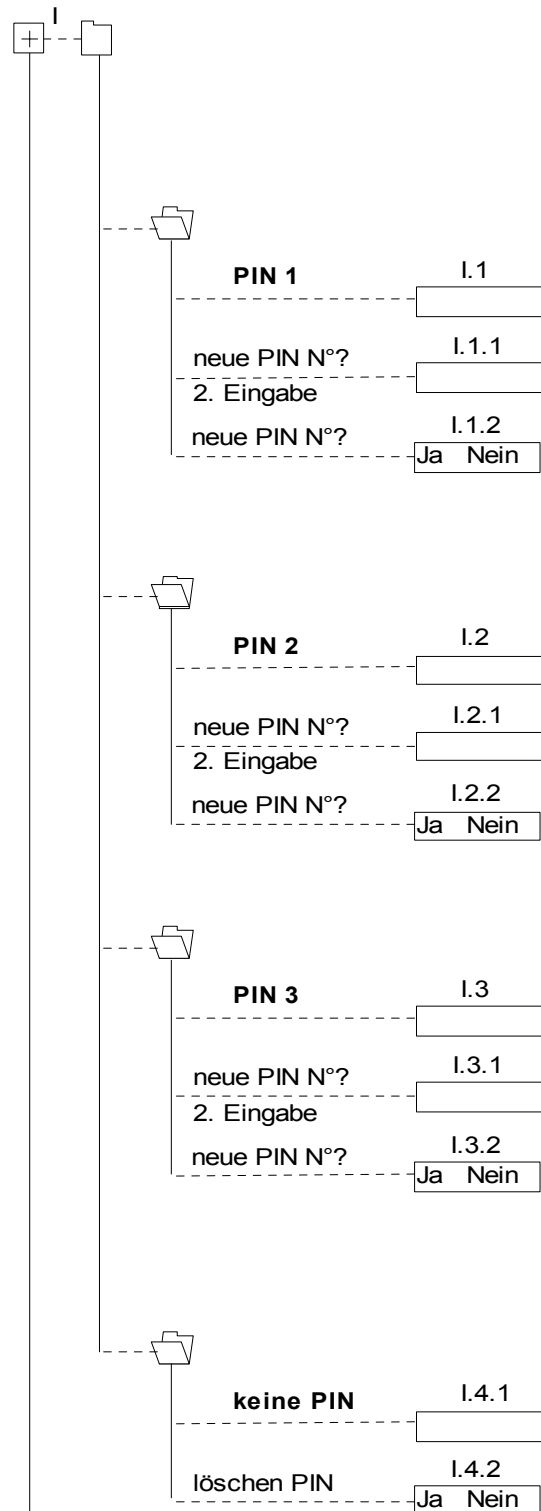 I
PIN 1 I.1
neue PIN N°? I.1.1
2. Eingabe
neue PIN N°? I.1.2
Ja Nein
PIN 2 I.2
neue PIN N°? I.2.1
2. Eingabe
neue PIN N°? I.2.2
Ja Nein
PIN 3 I.3
neue PIN N°? I.3.1
2. Eingabe
neue PIN N°? I.3.2
Ja Nein
keine PIN I.4.1
löschen PIN I.4.2
Ja Nein